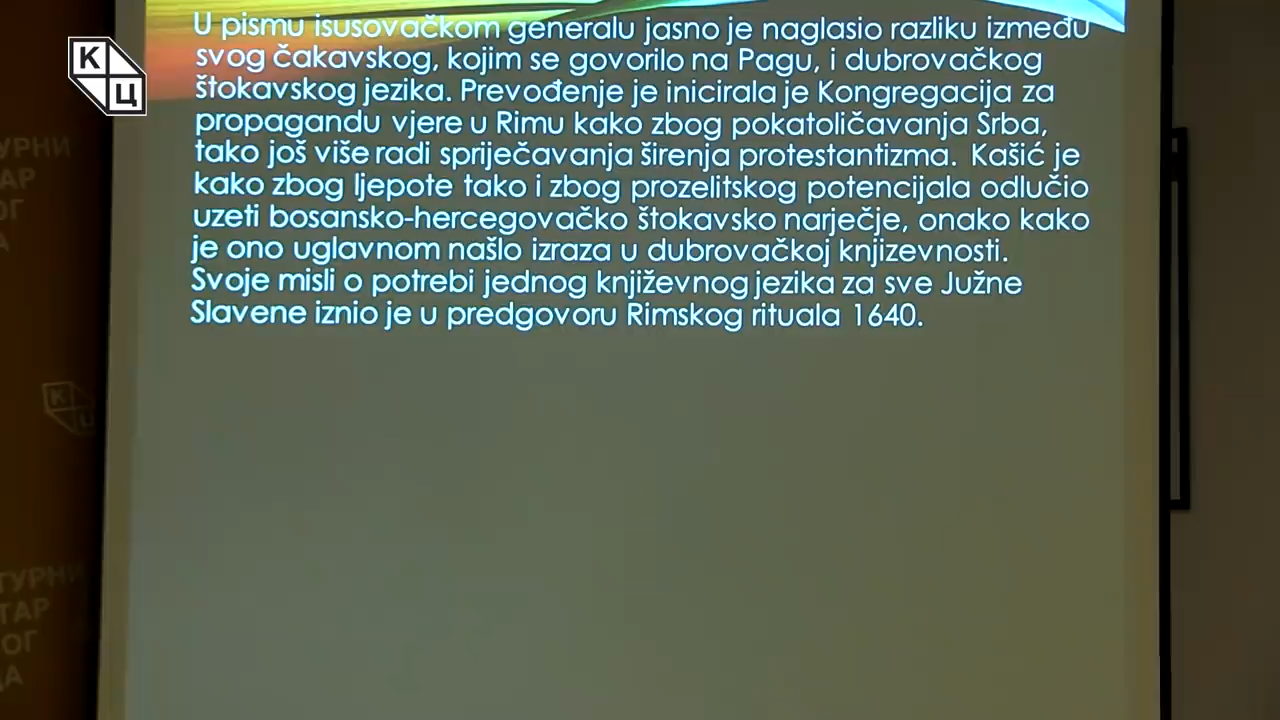 U pismu isusovačkom generalu jasno je naglasio razliku između
svog čakavskog, kojim se govorilo na Pagu, i dubrovačkog
štokavskog jezika. Prevođenje je inicirala je Kongregacija za
propagandu vjere u Rimu kako zbog pokatoličavanja Srba,
tako još više radi spriječavanja širenja protestantizma. Kašić je
kako zbog ljepote tako i zbog prozelitskog potencijala odlučio
uzeti bosansko-hercegovačko štokavsko narječje, onako kako
je ono uglavnom našlo izraza u dubrovačkoj knjizevnosti.
Svoje misli o potrebi jednog književnog jezika za sve Južne
Slavene iznio je u predgovoru Rimskog rituala 1640.
К
Ц
К
Ц